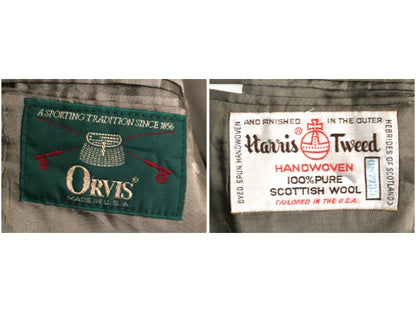 A SPORTING TRADITION SINCE 1856
ORVIS®
MADE IN U.S.A.
DYED, SPUN, HANDWOVEN
AND FINISHED IN THE OUTER
HEBRIDES OF SCOTLAND
Harris Tweed
HANDWOVEN
100% PURE
SCOTTISH WOOL
TAILORED IN THE U.S.A.